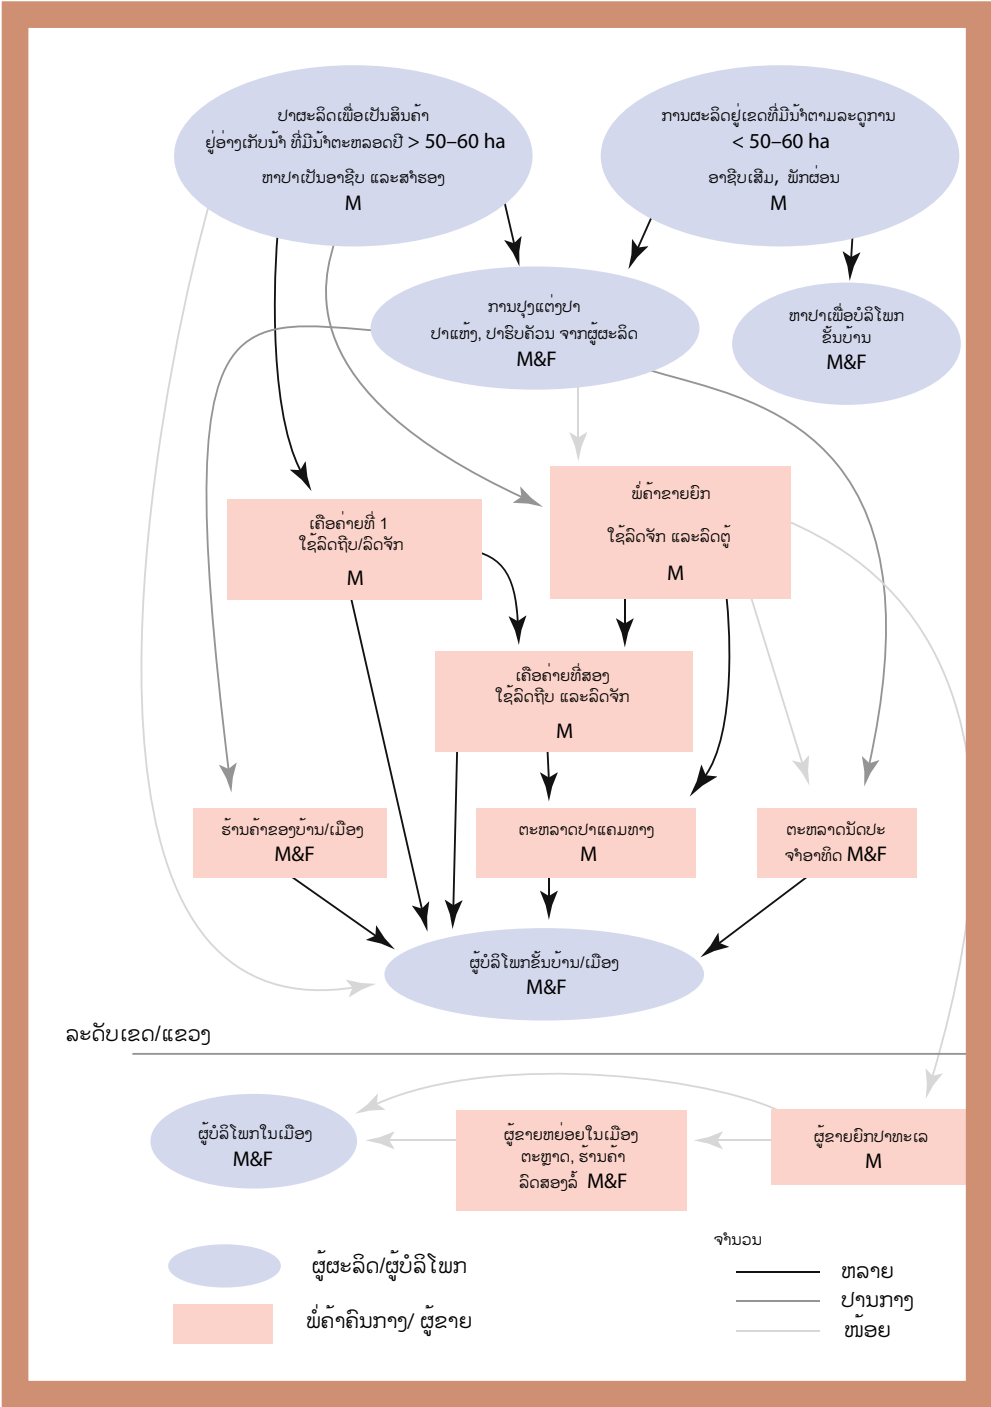 ປາຜະລິດເພື່ອເປັນສິນຄ້າ
ຢູ່ອ່າງເກັບນ້ຳ ທີ່ມີນ້ຳຕະຫລອດປີ > 50–60 ha
ຫາປາເປັນອາຊີບ ແລະສຳຮອງ
M
ການຜະລິດຢູ່ເຂດທີ່ມີນ້ຳຕາມລະດູການ
< 50–60 ha
ອາຊີບເສີມ, ພັກຜ່ອນ
M
ການປຸງແຕ່ງປາ
ປາແຫ້ງ, ປາຮົບຄັວນ ຈາກຜູ້ຜະລິດ
M&F
ຫາປາເພື່ອບໍລິໂພກ
ຂັ້ນບ້ານ
M&F
ພໍ່ຄ້າຂາຍຍົກ
ໃຊ້ລົດຈັກ ແລະລົດຕູ້
M
ເຄືອຄ່າຍທີ່ 1
ໃຊ້ລົດຖີບ/ລົດຈັກ
M
ເຄືອຄ່າຍທີ່ສອງ
ໃຊ້ລົດຖີບ ແລະລົດຈັກ
M
ຮ້ານຄ້າຂອງບ້ານ/ເມືອງ
M&F
ຕະຫລາດປາແຄມທາງ
M
ຕະຫລາດນັດປະ
ຈຳອາທິດ M&F
ຜູ້ບໍລິໂພກຂັ້ນບ້ານ/ເມືອງ
M&F
ລະດັບເຂດ/ແຂວງ
ຜູ້ບໍລິໂພກໃນເມືອງ
M&F
ຜູ້ຂາຍຫຍ່ອຍໃນເມືອງ
ຕະຫຼາດ, ຮ້ານຄ້າ
ລົດສອງລໍ້ M&F
ຜູ້ຂາຍຍົກປາທະເລ
M
ຜູ້ຜະລິດ/ຜູ້ບໍລິໂພກ
ພໍ່ຄ້າຄົນກາງ/ ຜູ້ຂາຍ
ຈຳນວນ
ຫລາຍ
ປານກາງ
ໜ້ອຍ